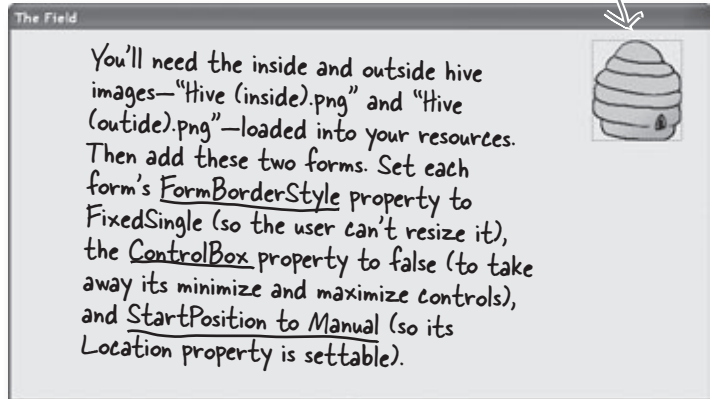 The Field
You'll need the inside and outside hive
images—"Hive (inside).png" and "Hive
(outide).png"—loaded into your resources.
Then add these two forms. Set each
form's FormBorderStyle property to
FixedSingle (so the user can't resize it),
the ControlBox property to false (to take
away its minimize and maximize controls),
and StartPosition to Manual (so its
Location property is settable).